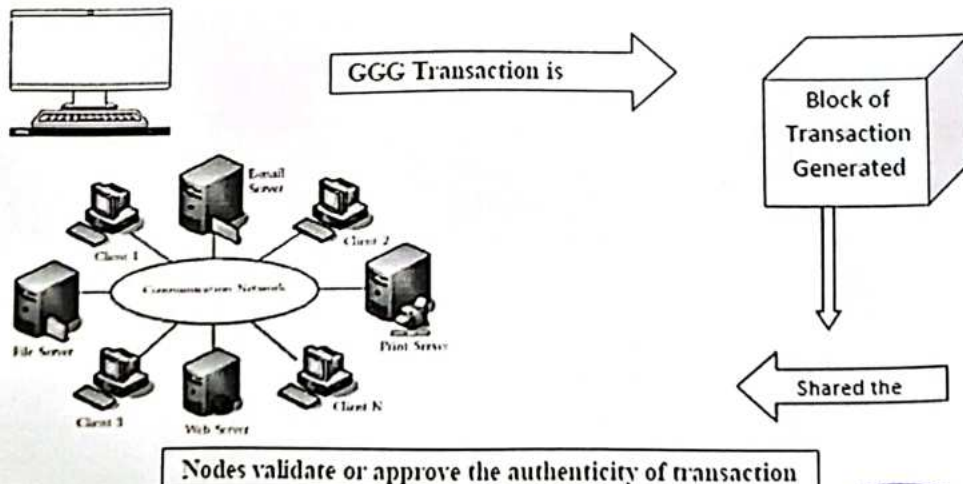 GGG Transaction is
Block of
Transaction
Generated
E-mail
Server
Client 1
Client 2
Communication Network
File Server
Print Server
Client 3
Web Server
Client N
Shared the
Nodes validate or approve the authenticity of transaction